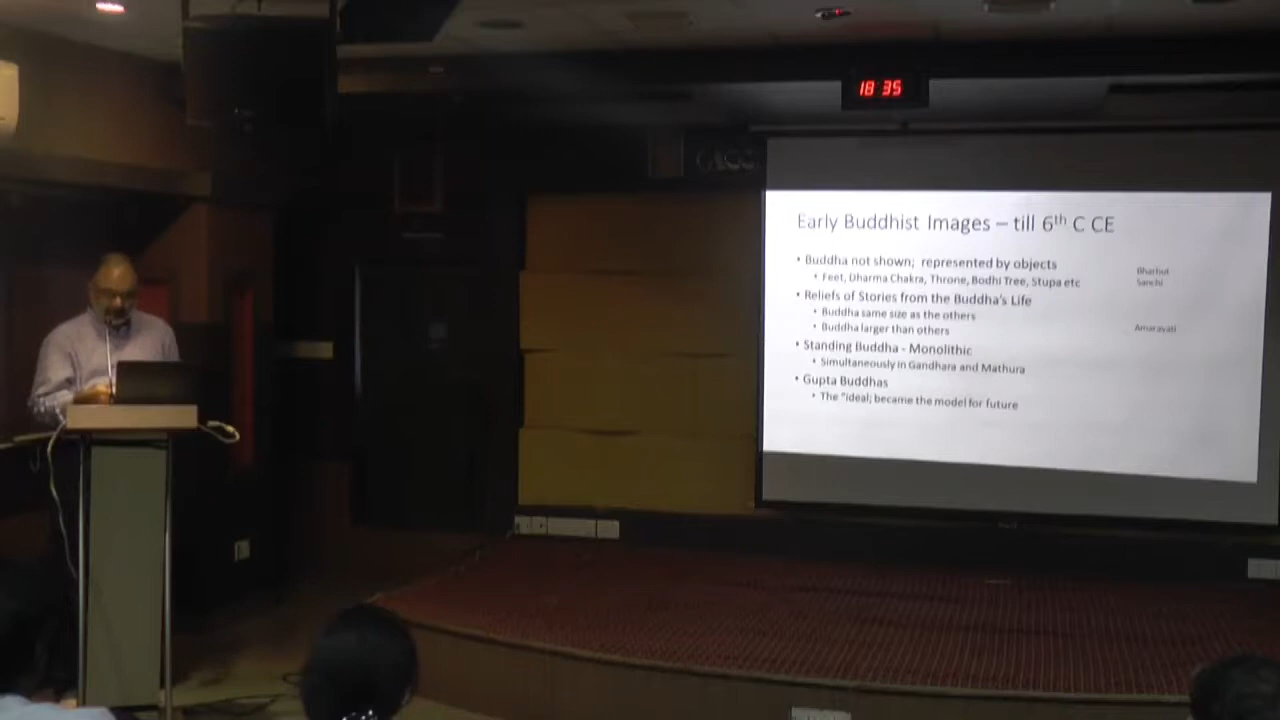 18 35
Early Buddhist Images – till 6th C CE
• Buddha not shown; represented by objects
• Feet, Dharma Chakra, Throne, Bodhi Tree, Stupa etc
Bharhut
Sanchi
• Reliefs of Stories from the Buddha's Life
• Buddha same size as the others
• Buddha larger than others
Amaravati
• Standing Buddha - Monolithic
• Simultaneously in Gandhara and Mathura
• Gupta Buddhas
• The "ideal; became the model for future